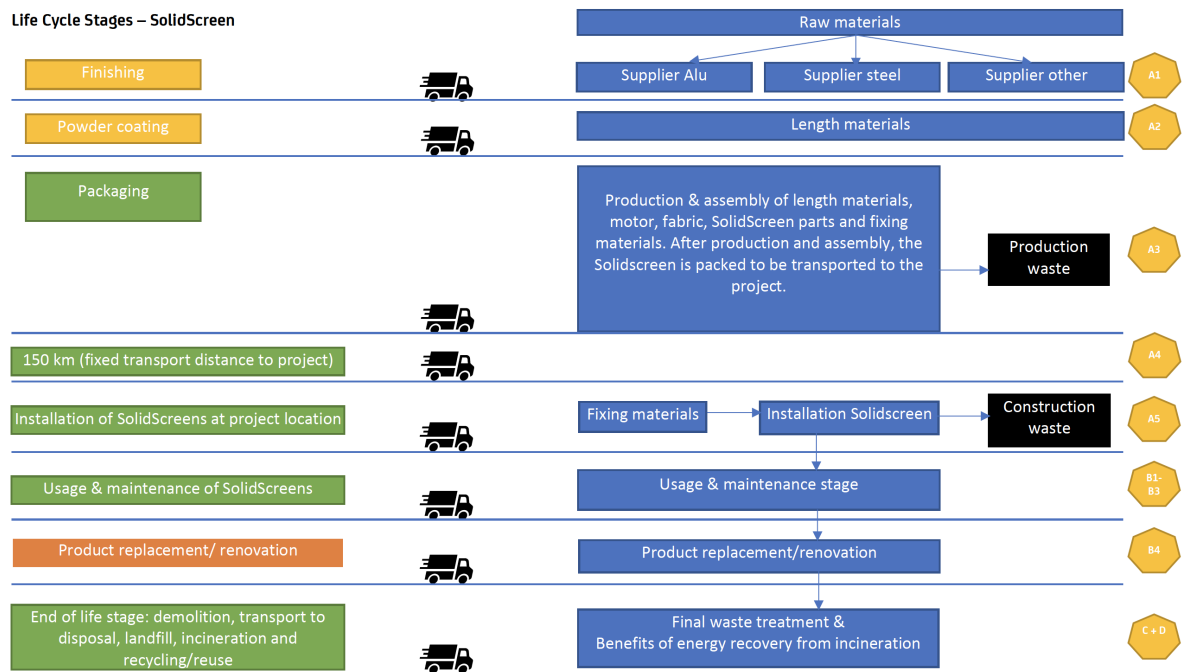 Life Cycle Stages – SolidScreen
Raw materials
Finishing
Supplier Alu
Supplier steel
Supplier other
A1
Powder coating
Length materials
A2
Packaging
Production & assembly of length materials,
motor, fabric, SolidScreen parts and fixing
materials. After production and assembly, the
Solidscreen is packed to be transported to the
project.
Production
waste
A3
150 km (fixed transport distance to project)
A4
Installation of SolidScreens at project location
Fixing materials
Installation Solidscreen
Construction
waste
A5
Usage & maintenance of SolidScreens
Usage & maintenance stage
B1-
B3
Product replacement/ renovation
Product replacement/renovation
B4
End of life stage: demolition, transport to
disposal, landfill, incineration and
recycling/reuse
Final waste treatment &
Benefits of energy recovery from incineration
C + D